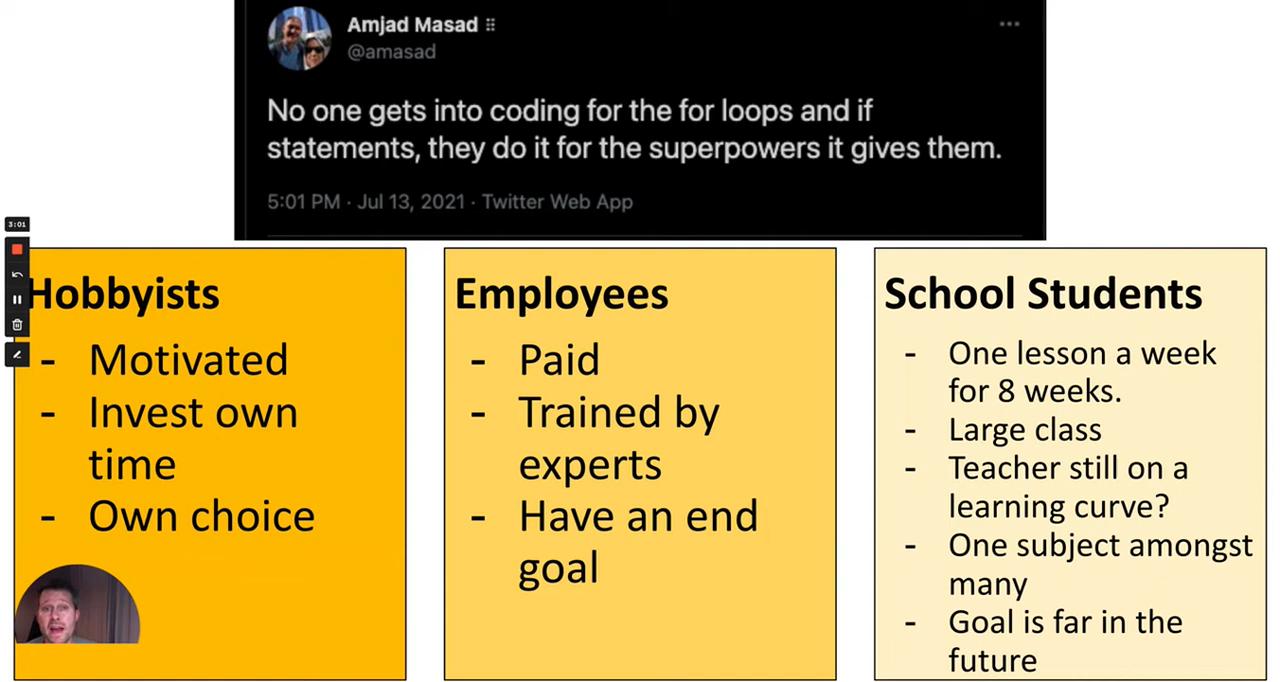 Amjad Masad
@amasad
No one gets into coding for the for loops and if
statements, they do it for the superpowers it gives them.
5:01 PM · Jul 13, 2021 · Twitter Web App
3:01
Hobbyists
- Motivated
- Invest own
time
- Own choice
Employees
- Paid
- Trained by
experts
- Have an end
goal
School Students
- One lesson a week
for 8 weeks.
- Large class
- Teacher still on a
learning curve?
- One subject amongst
many
- Goal is far in the
future